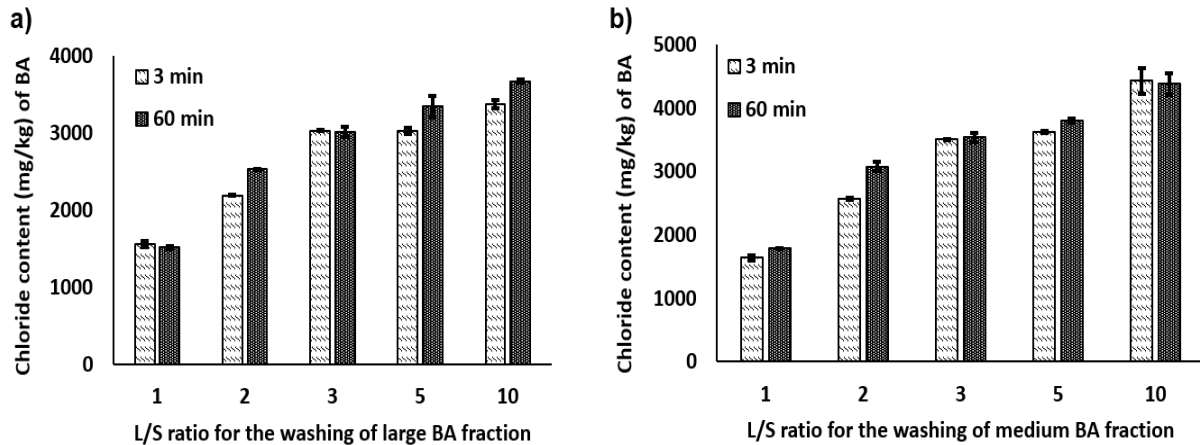 a)
Chloride content (mg/kg) of BA
4000
3000
2000
1000
0
3 min
60 min
1 2 3 5 10
L/S ratio for the washing of large BA fraction
b)
Chloride content (mg/kg) of BA
5000
4000
3000
2000
1000
0
3 min
60 min
1 2 3 5 10
L/S ratio for the washing of medium BA fraction